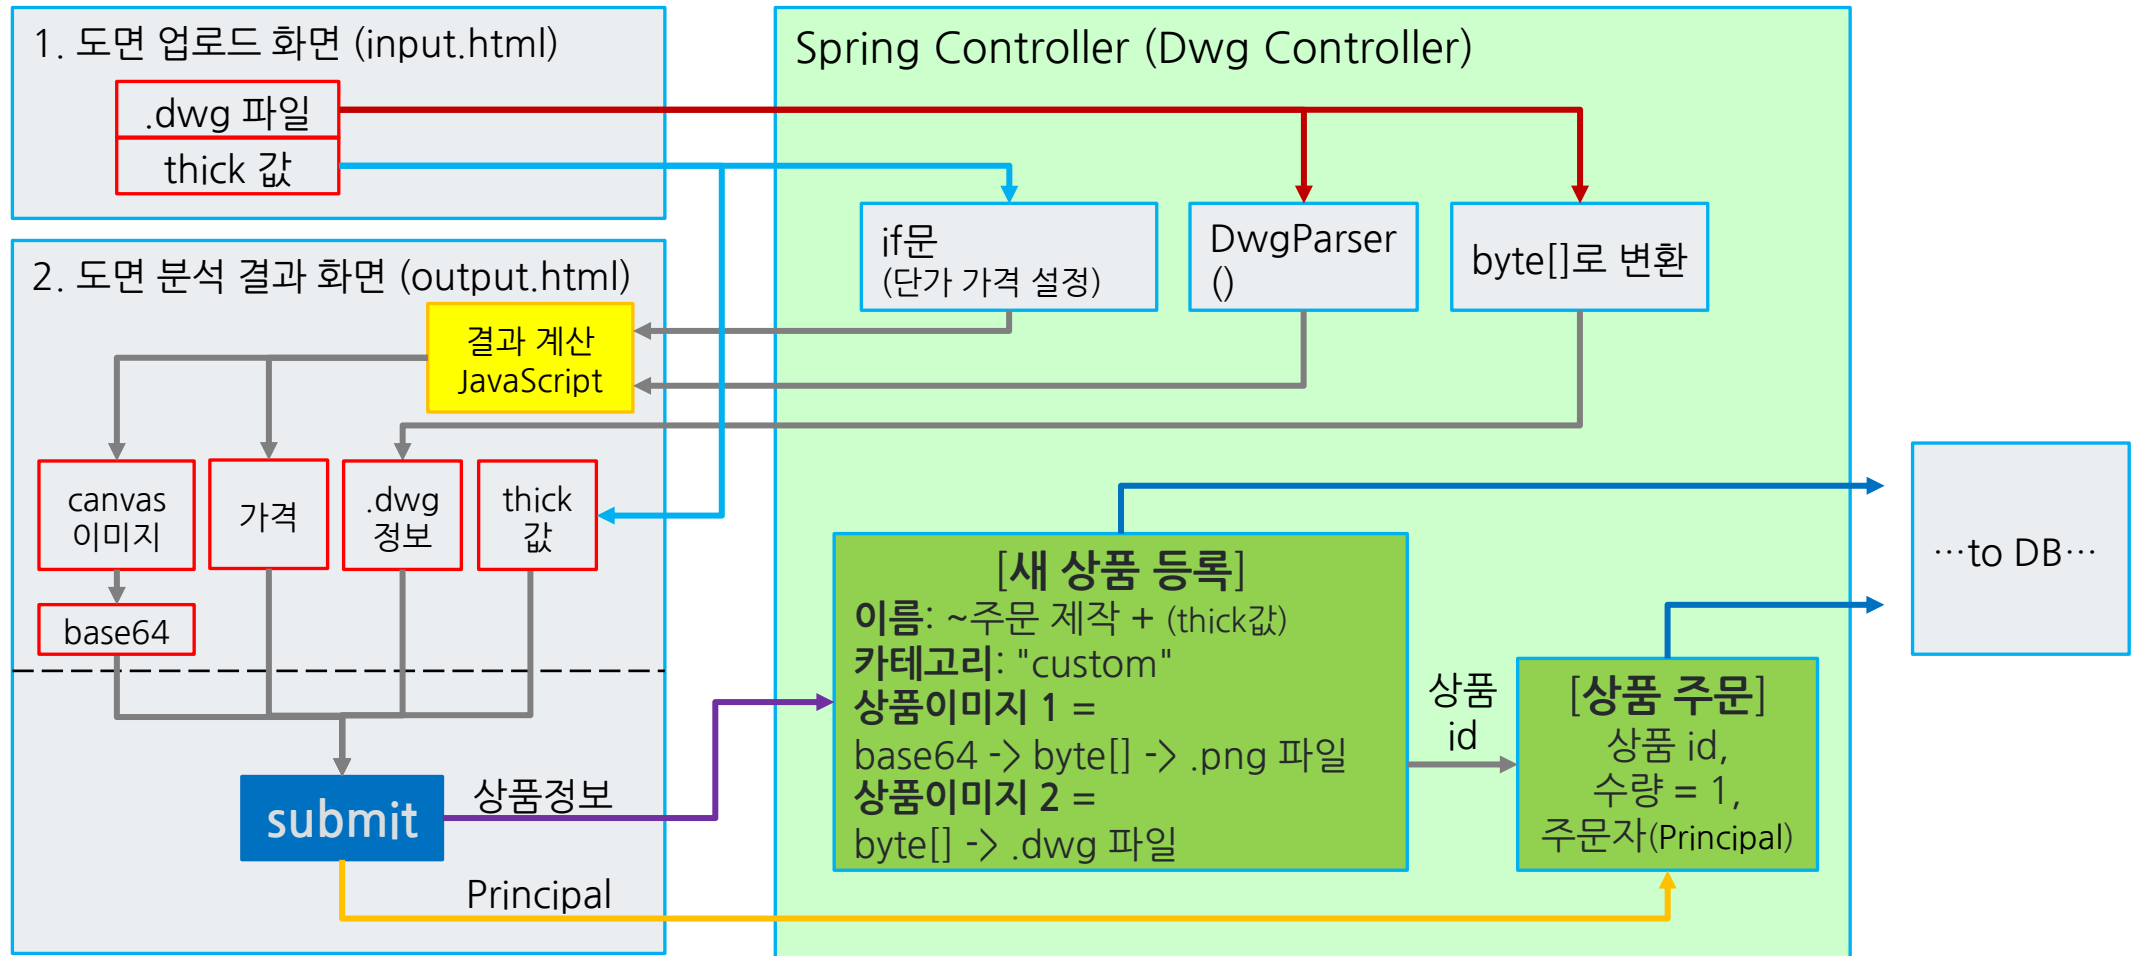 1. 도면 업로드 화면 (input.html)
.dwg 파일
thick 값
Spring Controller (Dwg Controller)
if문
(단가 가격 설정)
DwgParser
()
byte[]로 변환
2. 도면 분석 결과 화면 (output.html)
결과 계산
JavaScript
canvas
이미지
가격
.dwg
정보
thick
값
base64
submit
상품정보
Principal
[새 상품 등록]
이름: ~주문 제작 + (thick값)
카테고리: "custom"
상품이미지 1 =
base64 -> byte[] -> .png 파일
상품이미지 2 =
byte[] -> .dwg 파일
상품
id
[상품 주문]
상품 id,
수량 = 1,
주문자(Principal)
…to DB…